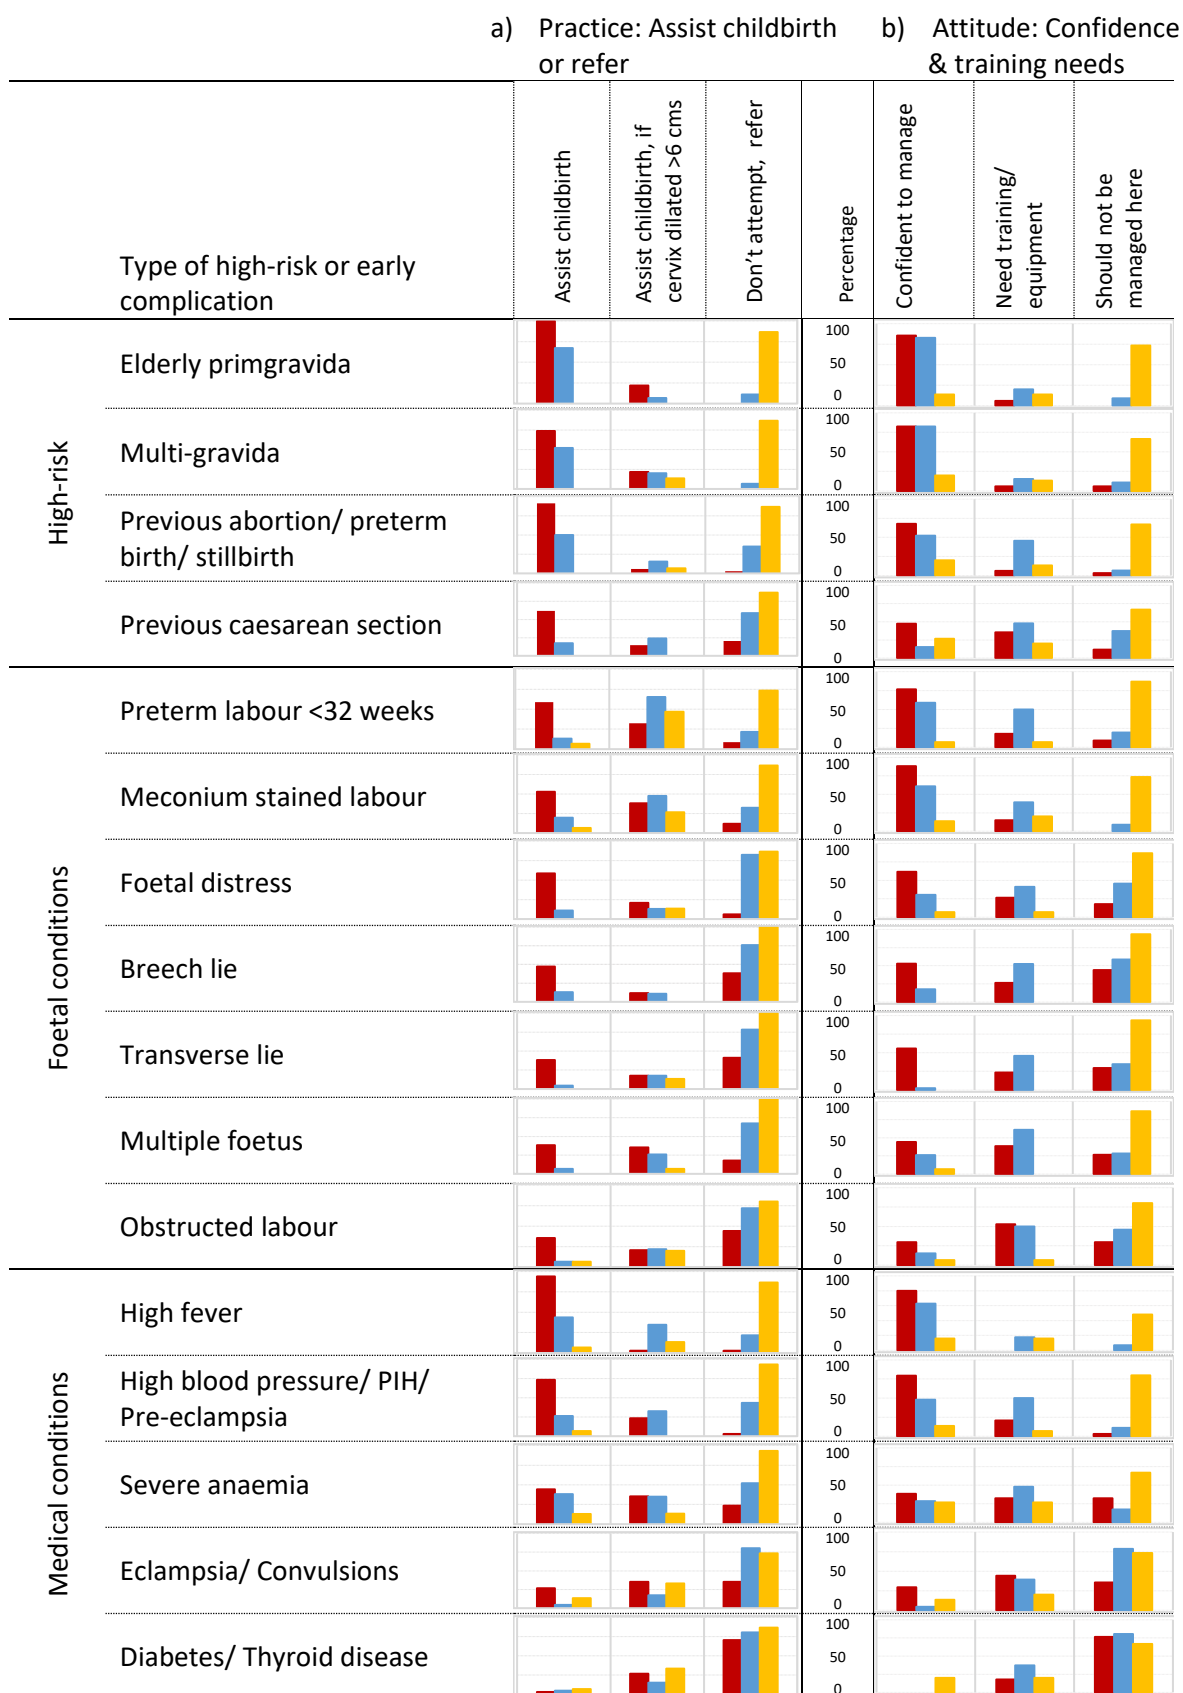 a) Practice: Assist childbirth
or refer
b) Attitude: Confidence
& training needs
Type of high-risk or early
complication
Assist childbirth
Assist childbirth, if
cervix dilated >6 cms
Don't attempt, refer
Percentage
Confident to manage
Need training/
equipment
Should not be
managed here
High-risk
Elderly primgravida
100
50
0
Multi-gravida
100
50
0
Previous abortion/ preterm
birth/ stillbirth
100
50
0
Previous caesarean section
100
50
0
Foetal conditions
Preterm labour <32 weeks
100
50
0
Meconium stained labour
100
50
0
Foetal distress
100
50
0
Breech lie
100
50
0
Transverse lie
100
50
0
Multiple foetus
100
50
0
Obstructed labour
100
50
0
Medical conditions
High fever
100
50
0
High blood pressure/ PIH/
Pre-eclampsia
100
50
0
Severe anaemia
100
50
0
Eclampsia/ Convulsions
100
50
0
Diabetes/ Thyroid disease
100
50
0